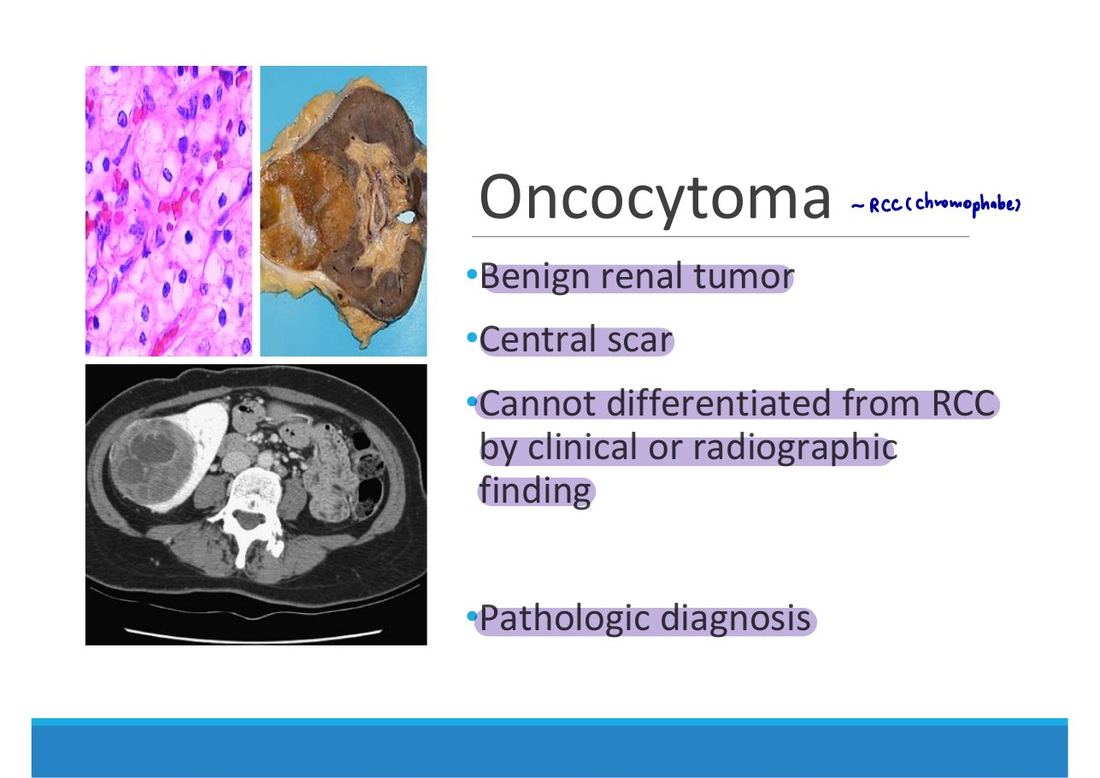 Oncocytoma ~ RCC (chromophobe)
•Benign renal tumor
•Central scar
•Cannot differentiated from RCC
by clinical or radiographic
finding
•Pathologic diagnosis